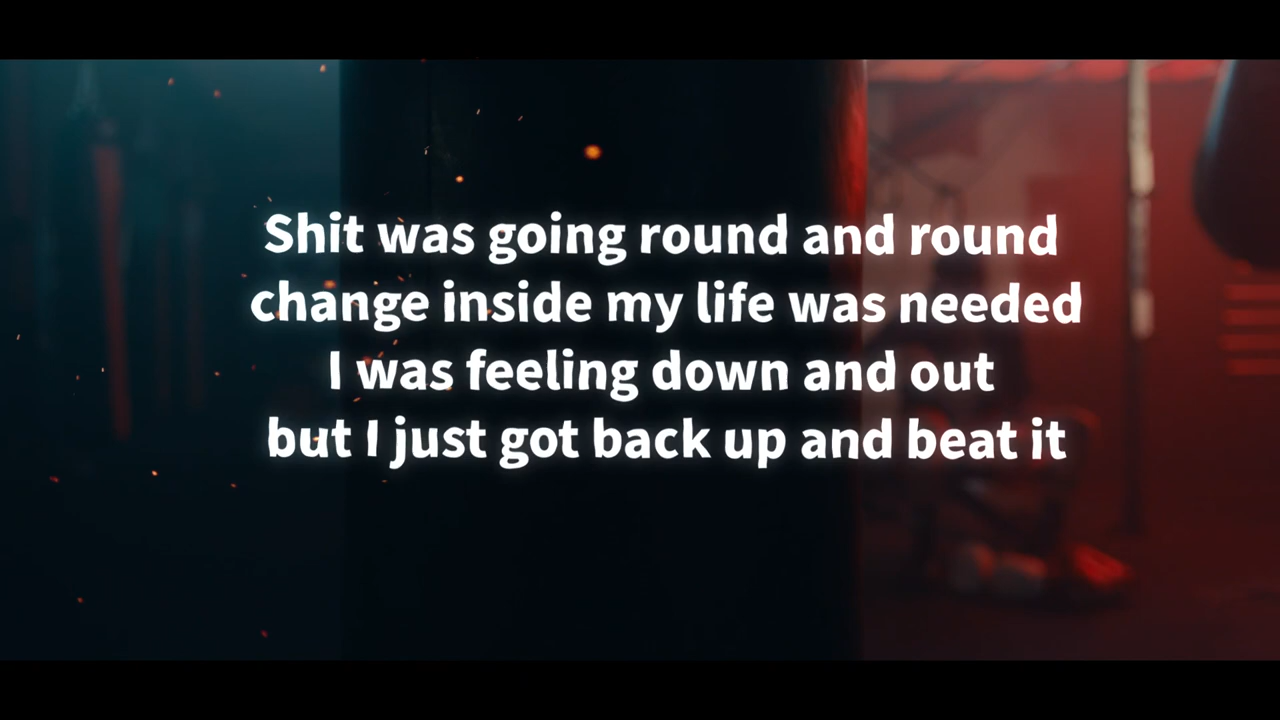 Shit was going round and round
change inside my life was needed
I was feeling down and out
but I just got back up and beat it